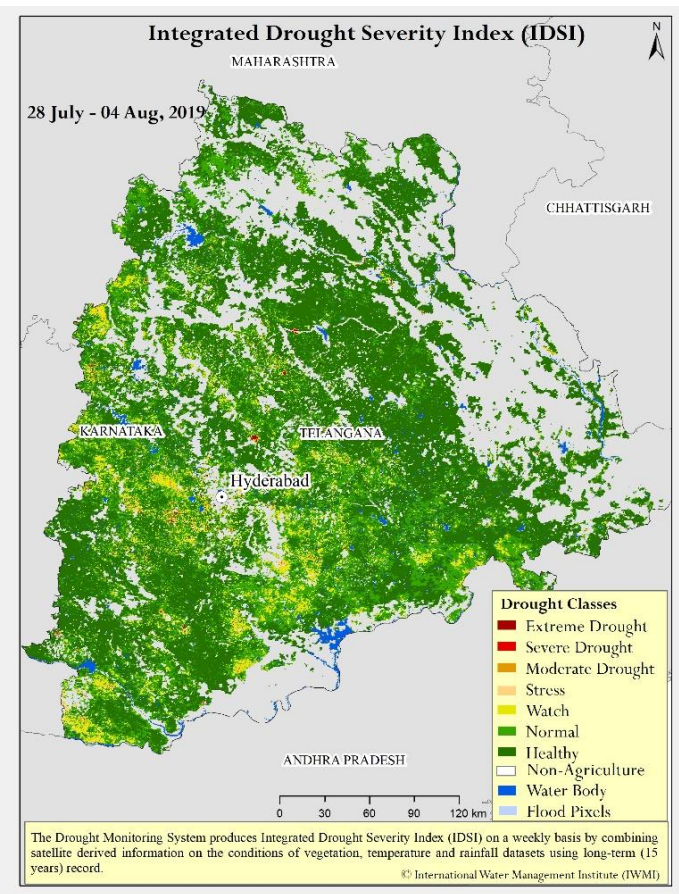 Integrated Drought Severity Index (IDSI)
N
MAHARASHTRA
28 July - 04 Aug, 2019
CHHATTISGARH
KARNATAKA
TELANGANA
Hyderabad
ANDHRA PRADESH
Drought Classes
Extreme Drought
Severe Drought
Moderate Drought
Stress
Watch
Normal
Healthy
Non-Agriculture
Water Body
Flood Pixels
0 30 60 90 120 km
The Drought Monitoring System produces Integrated Drought Severity Index (IDSI) on a weekly basis by combining
satellite derived information on the conditions of vegetation, temperature and rainfall datasets using long-term (15
years) record.
© International Water Management Institute (IWMI)